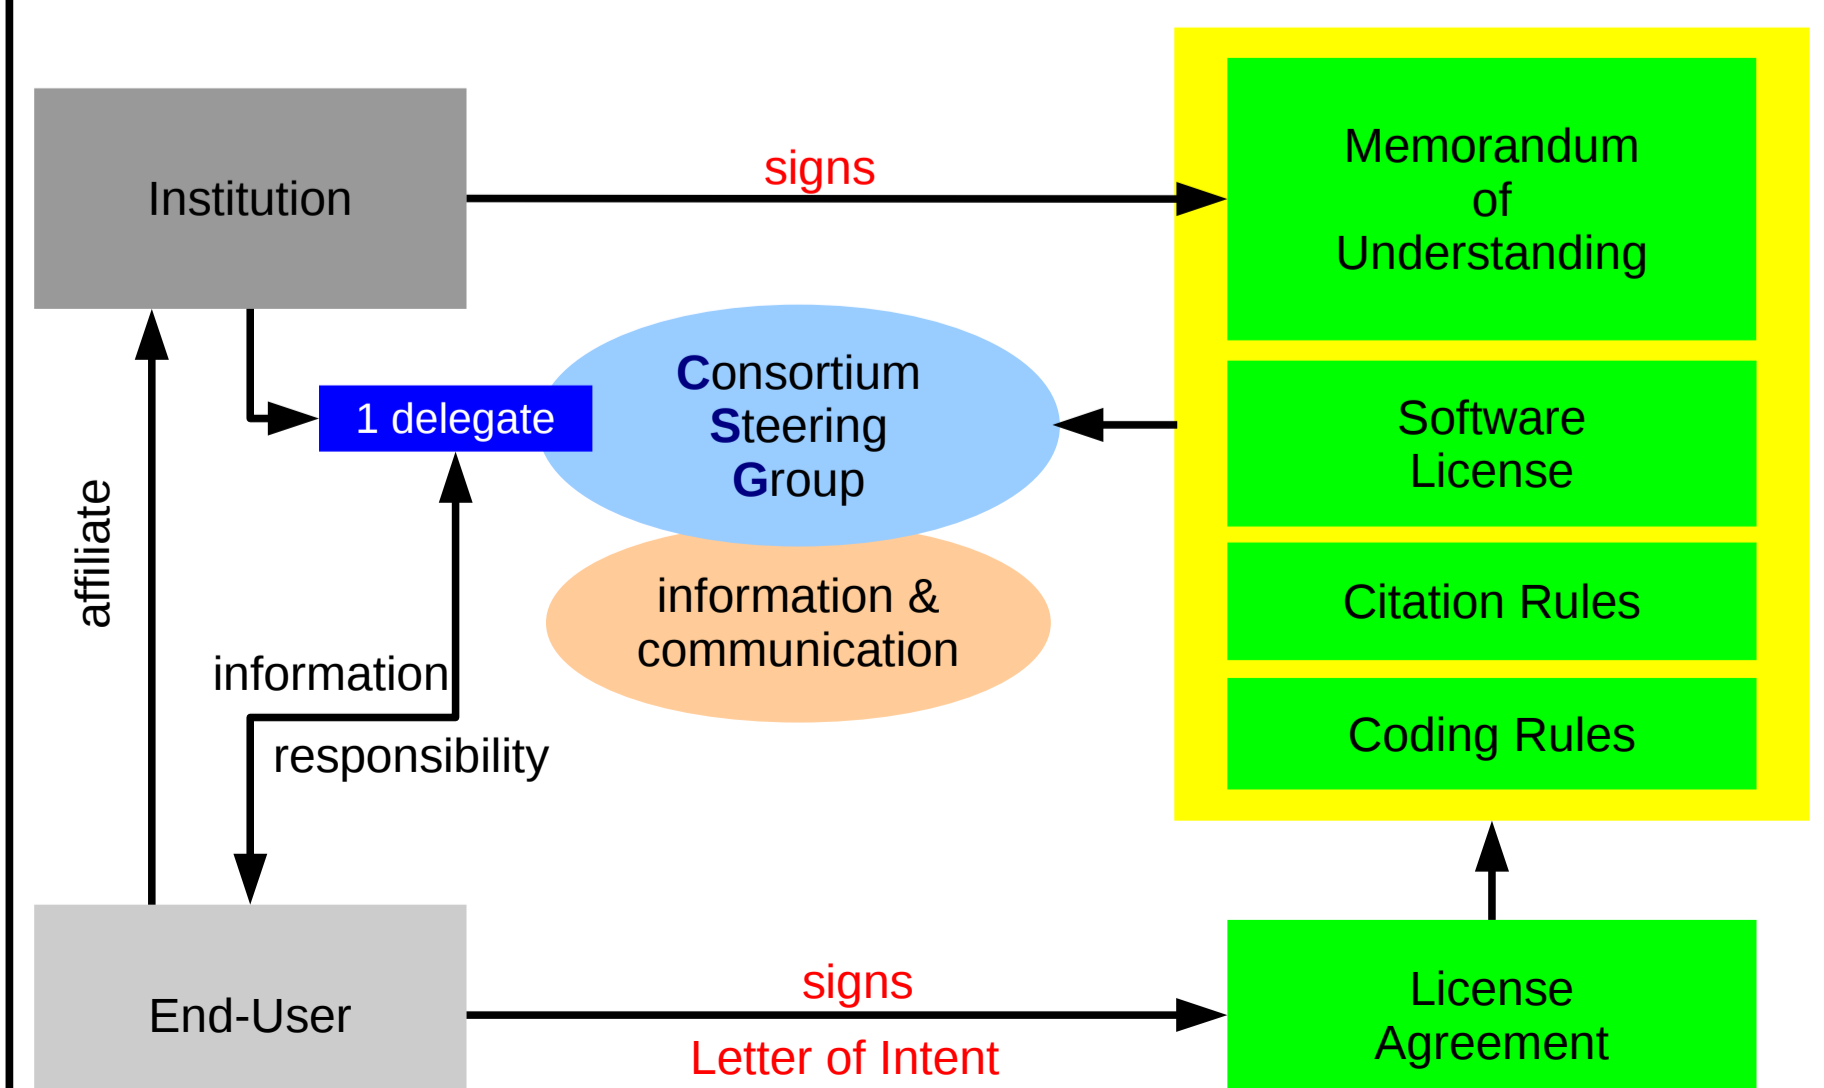 signs
Institution
Memorandum
of
Understanding
Consortium
Steering
Group
1 delegate
Software
License
affiliate
information &
communication
Citation Rules
information
responsibility
Coding Rules
End-User
signs
Letter of Intent
License
Agreement